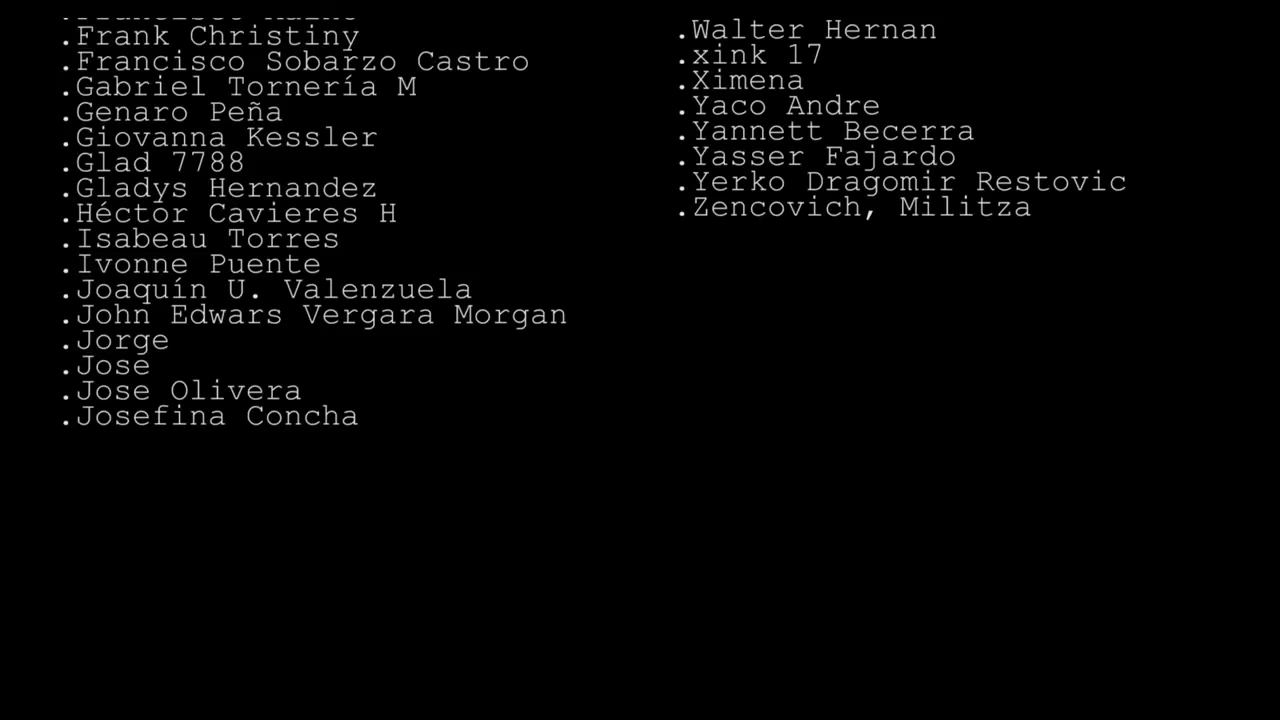 .Frank Christiny
.Francisco Sobarzo Castro
.Gabriel Tornería M
.Genaro Peña
.Giovanna Kessler
.Glad 7788
.Gladys Hernandez
.Héctor Cavieres H
.Isabeau Torres
.Ivonne Puente
.Joaquín U. Valenzuela
.John Edwars Vergara Morgan
.Jorge
.Jose
.Jose Olivera
.Josefina Concha
.Walter Hernan
.xink 17
.Ximena
.Yaco Andre
.Yannett Becerra
.Yasser Fajardo
.Yerko Dragomir Restovic
.Zencovich, Militza